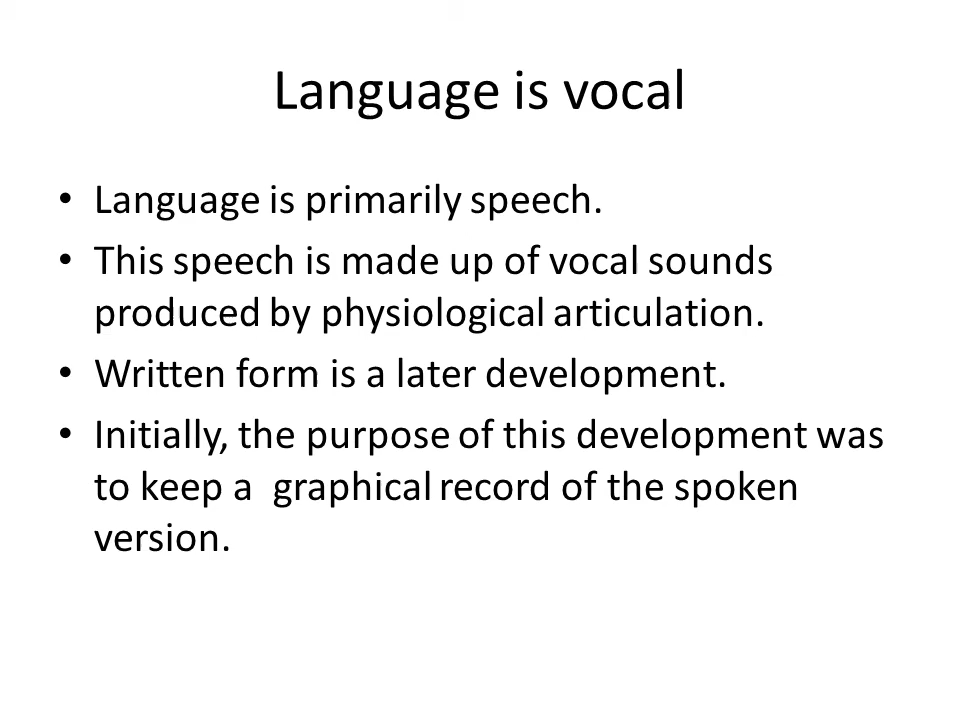 Language is vocal
• Language is primarily speech.
• This speech is made up of vocal sounds
produced by physiological articulation.
• Written form is a later development.
• Initially, the purpose of this development was
to keep a  graphical record of the spoken
version.